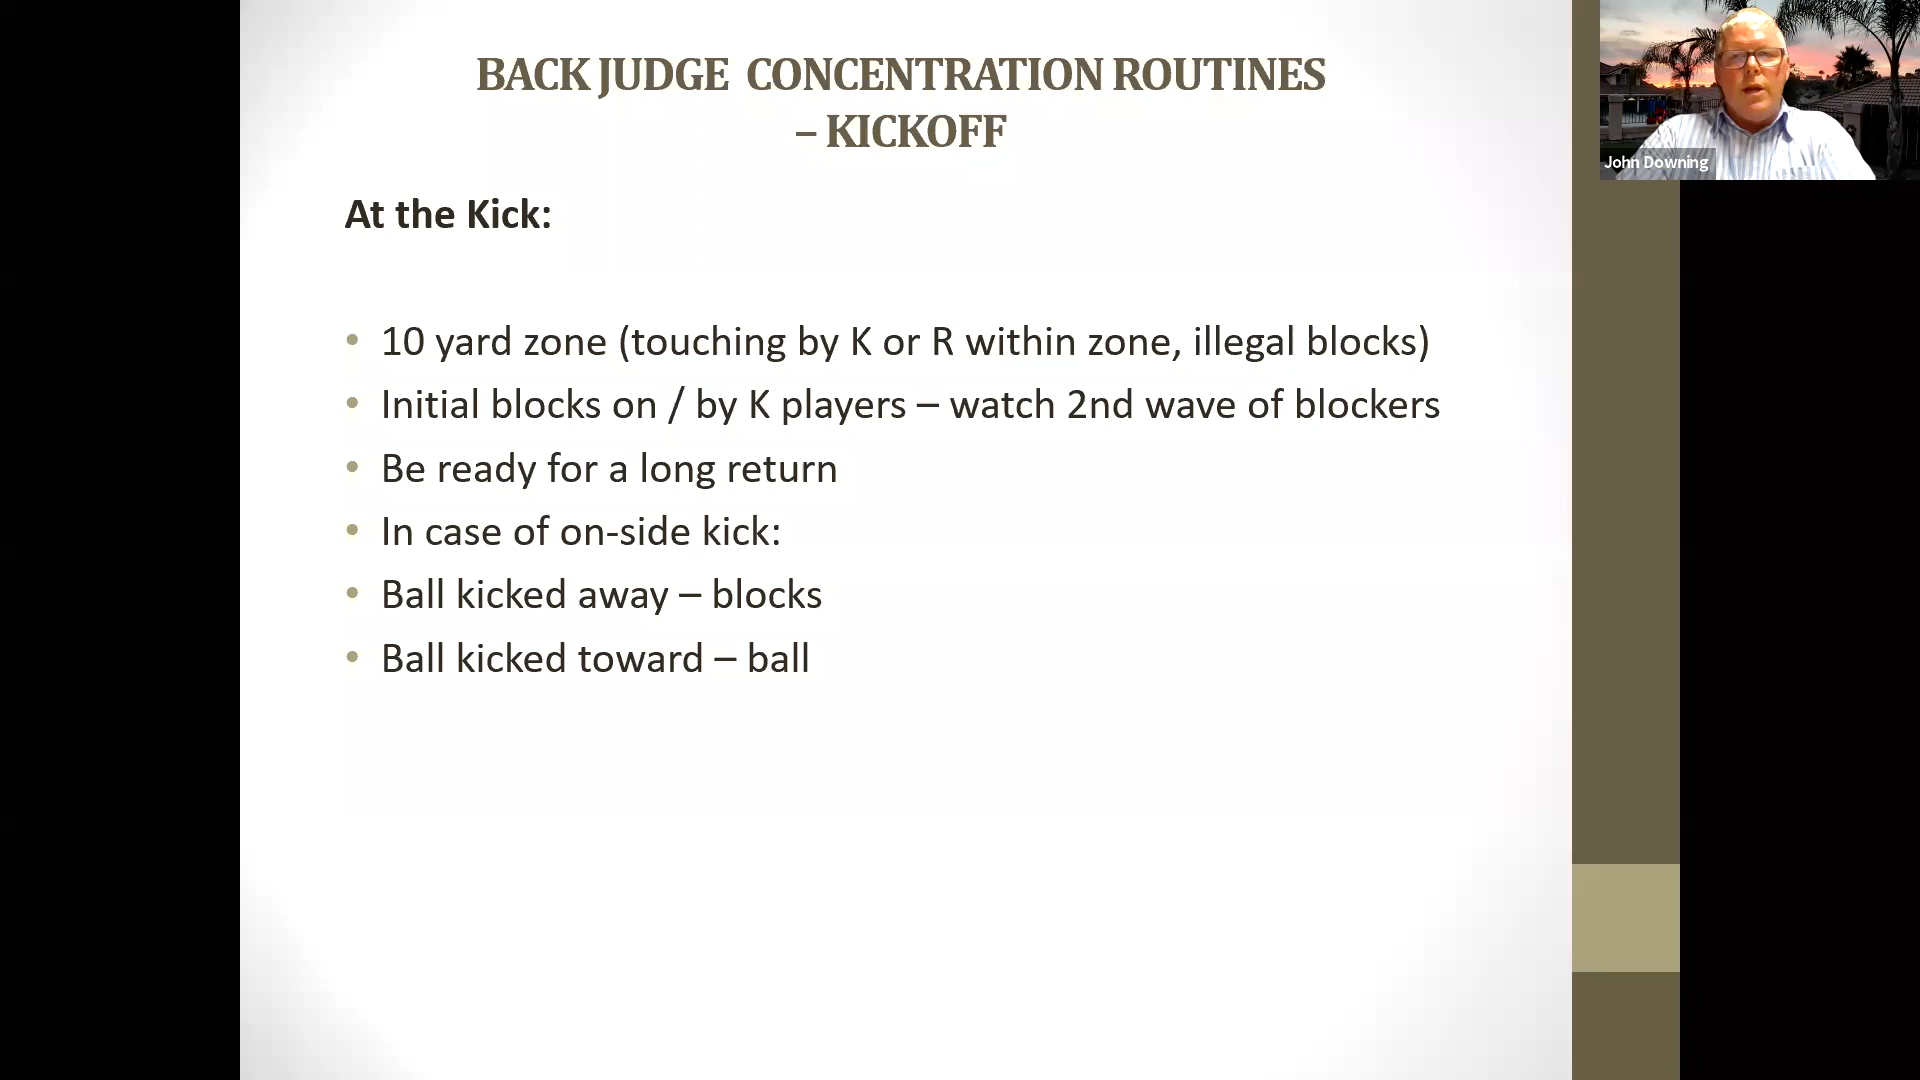 BACK JUDGE CONCENTRATION ROUTINES
– KICKOFF
John Downing
At the Kick:
• 10 yard zone (touching by K or R within zone, illegal blocks)
• Initial blocks on / by K players – watch 2nd wave of blockers
• Be ready for a long return
• In case of on-side kick:
• Ball kicked away – blocks
• Ball kicked toward – ball